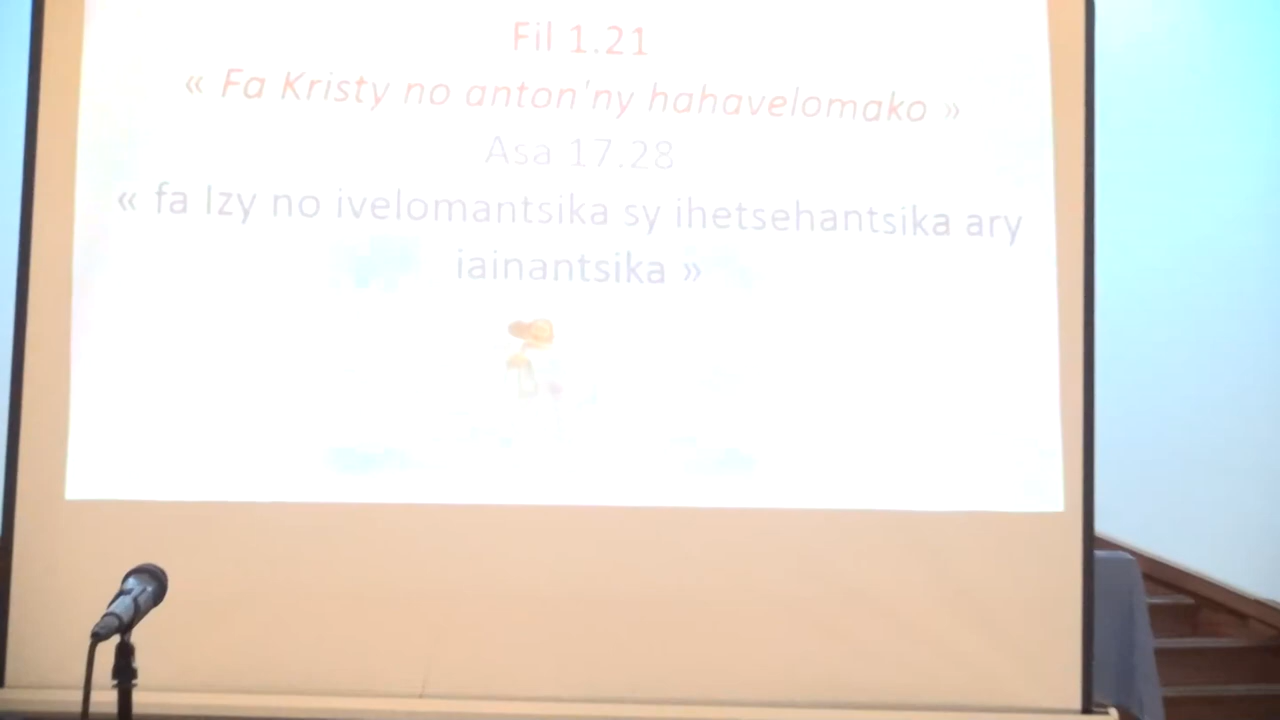 Fil 1.21
« Fa Kristy no anton'ny hahavelomako »
Asa 17.28
« fa Izy no ivelomantsika sy ihetsehantsika ary
iainantsika »